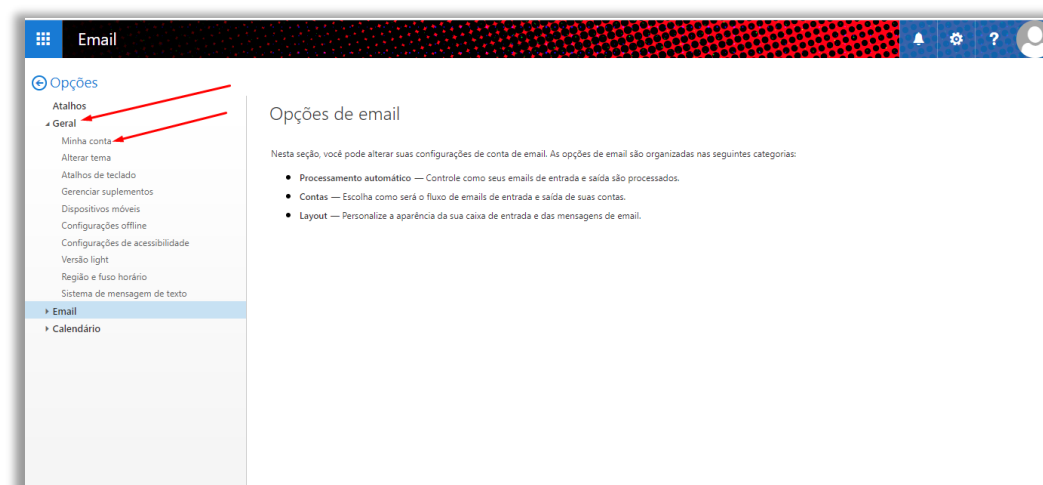 Email
?
Opções
Atalhos
Geral
Minha conta
Alterar tema
Atalhos de teclado
Gerenciar suplementos
Dispositivos móveis
Configurações offline
Configurações de acessibilidade
Versão light
Região e fuso horário
Sistema de mensagem de texto
Email
Calendário
Opções de email
Nesta seção, você pode alterar suas configurações de conta de email. As opções de email são organizadas nas seguintes categorias:
• Processamento automático — Controle como seus emails de entrada e saída são processados.
• Contas — Escolha como será o fluxo de emails de entrada e saída de suas contas.
• Layout — Personalize a aparência da sua caixa de entrada e das mensagens de email.